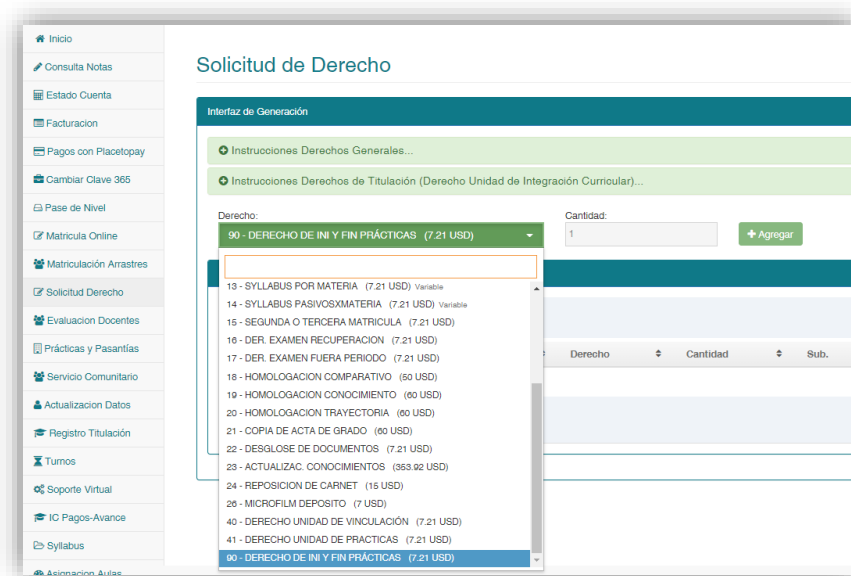 Inicio
Consulta Notas
Estado Cuenta
Facturacion
Pagos con Placetopay
Cambiar Clave 365
Pase de Nivel
Matricula Online
Matriculación Arrastres
Solicitud Derecho
Evaluacion Docentes
Prácticas y Pasantías
Servicio Comunitario
Actualizacion Datos
Registro Titulación
Turnos
Soporte Virtual
IC Pagos-Avance
Syllabus
Asignacion Aulas
Solicitud de Derecho
Interfaz de Generación
Instrucciones Derechos Generales...
Instrucciones Derechos de Titulación (Derecho Unidad de Integración Curricular)...
Derecho: Cantidad:
90 - DERECHO DE INI Y FIN PRÁCTICAS (7.21 USD) 1 + Agregar
13 - SYLLABUS POR MATERIA (7.21 USD) Variable
14 - SYLLABUS PASIVOSXMATERIA (7.21 USD) Variable
15 - SEGUNDA O TERCERA MATRICULA (7.21 USD)
16 - DER. EXAMEN RECUPERACION (7.21 USD)
17 - DER. EXAMEN FUERA PERIODO (7.21 USD)
18 - HOMOLOGACION COMPARATIVO (50 USD)
19 - HOMOLOGACION CONOCIMIENTO (60 USD)
20 - HOMOLOGACION TRAYECTORIA (60 USD)
21 - COPIA DE ACTA DE GRADO (60 USD)
22 - DESGLOSE DE DOCUMENTOS (7.21 USD)
23 - ACTUALIZAC. CONOCIMIENTOS (363.92 USD)
24 - REPOSICION DE CARNET (15 USD)
26 - MICROFILM DEPOSITO (7 USD)
40 - DERECHO UNIDAD DE VINCULACIÓN (7.21 USD)
41 - DERECHO UNIDAD DE PRACTICAS (7.21 USD)
90 - DERECHO DE INI Y FIN PRÁCTICAS (7.21 USD)
Derecho Cantidad Sub.